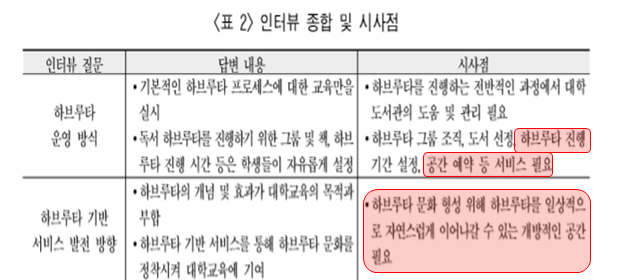 <표 2> 인터뷰 종합 및 시사점
인터뷰 질문 답변 내용 시사점
하브루타
운영 방식
• 기본적인 하브루타 프로세스에 대한 교육만을
실시
• 독서 하브루타를 진행하기 위한 그룹 및 책, 하브
루타 진행 시간 등은 학생들이 자유롭게 설정
• 하브루타를 진행하는 전반적인 과정에서 대학
도서관의 도움 및 관리 필요
• 하브루타 그룹 조직, 도서 선정, 하브루타 진행
기간 설정, 공간 예약 등 서비스 필요
하브루타 기반
서비스 발전 방향
• 하브루타의 개념 및 효과가 대학교육의 목적과
부합
• 하브루타 기반 서비스를 통해 하브루타 문화를
정착시켜 대학교육에 기여
• 하브루타 문화 형성 위해 하브루타를 일상적으
로 자연스럽게 이어나갈 수 있는 개방적인 공간
필요